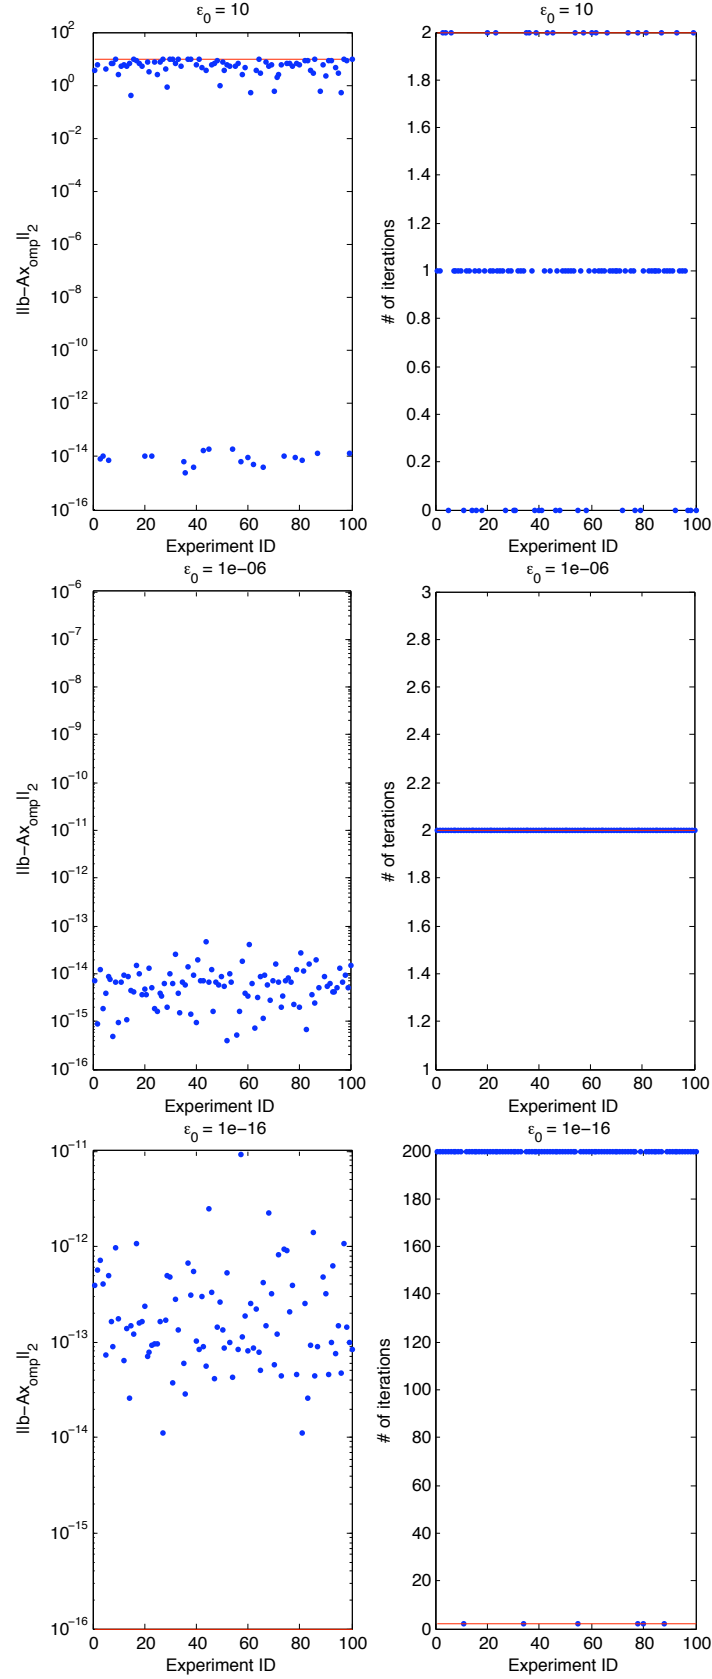 ε0 = 10
10^2
10^0
10^−2
10^−4
10^−6
10^−8
10^−10
10^−12
10^−14
10^−16
||b−Ax_omp||_2
0 20 40 60 80 100
Experiment ID
ε0 = 10
2
1.8
1.6
1.4
1.2
1
0.8
0.6
0.4
0.2
0
# of iterations
0 20 40 60 80 100
Experiment ID
ε0 = 1e−06
10^−6
10^−7
10^−8
10^−9
10^−10
10^−11
10^−12
10^−13
10^−14
10^−15
10^−16
||b−Ax_omp||_2
0 20 40 60 80 100
Experiment ID
ε0 = 1e−06
3
2.8
2.6
2.4
2.2
2
1.8
1.6
1.4
1.2
1
# of terations
0 20 40 60 80 100
Experiment ID
ε0 = 1e−16
10^−11
10^−12
10^−13
10^−14
10^−15
10^−16
||b−Ax_omp||_2
0 20 40 60 80 100
Experiment ID
ε0 = 1e−16
200
180
160
140
120
100
80
60
40
20
0
# of iterations
0 20 40 60 80 100
Experiment ID